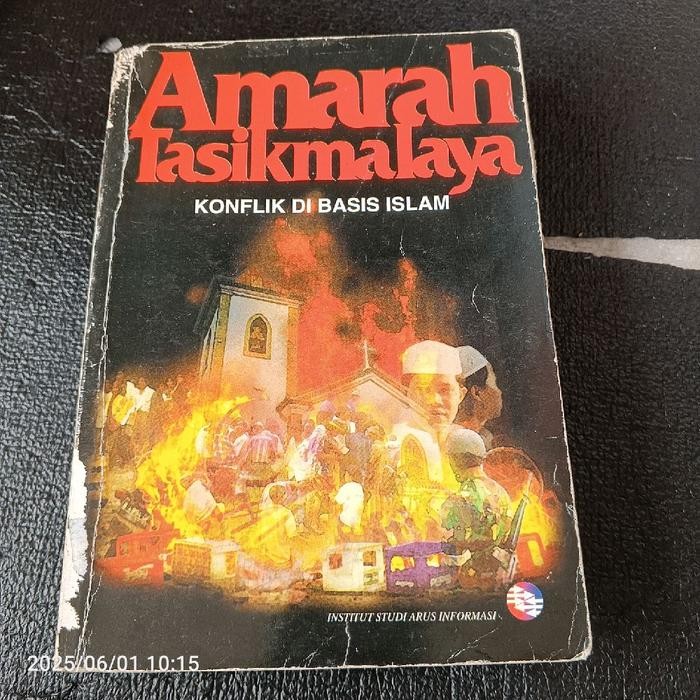 Amarah
Tasikmalaya
KONFLIK DI BASIS ISLAM
INSTITUT STUDI ARUS INFORMASI
2025/06/01 10:15